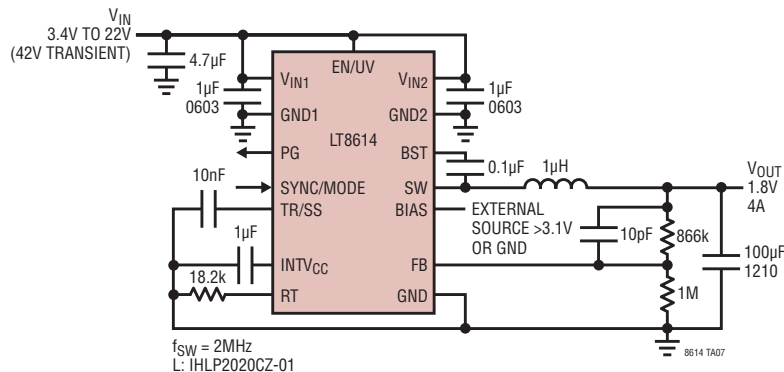 VIN
3.4V TO 22V
(42V TRANSIENT)
4.7µF
1µF
0603
EN/UV
VIN1
VIN2
1µF
0603
GND1
GND2
LT8614
PG
BST
0.1µF
1µH
VOUT
1.8V
4A
10nF
SYNC/MODE
SW
TR/SS
BIAS
EXTERNAL
SOURCE >3.1V
OR GND
10pF
866k
1µF
100µF
1210
INTVCC
FB
18.2k
RT
GND
1M
fSW = 2MHz
L: IHLP2020CZ-01
8614 TA07